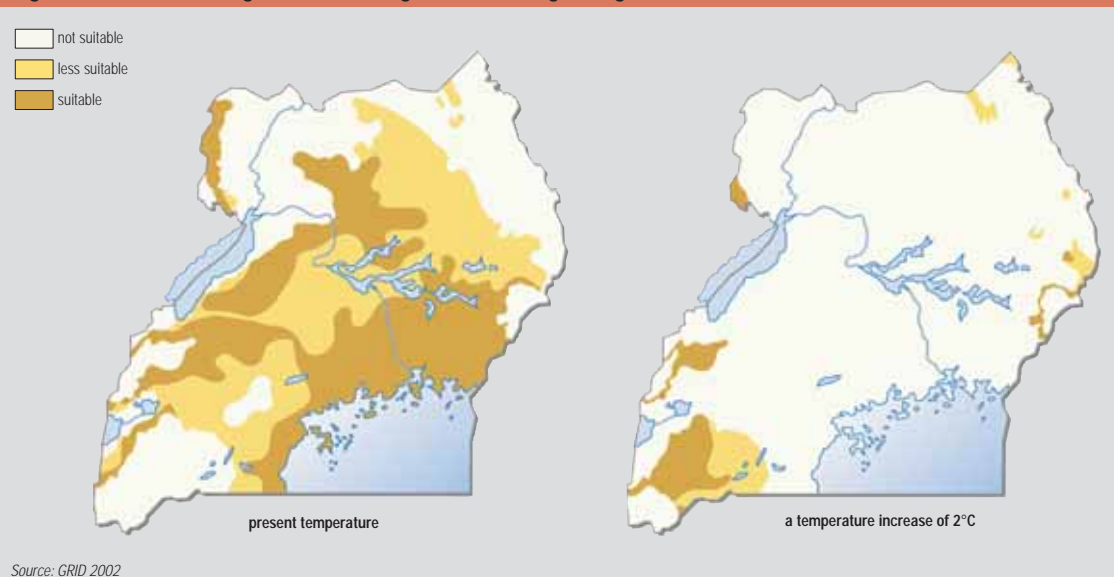 not suitable
less suitable
suitable
present temperature
a temperature increase of 2°C
Source: GRID 2002